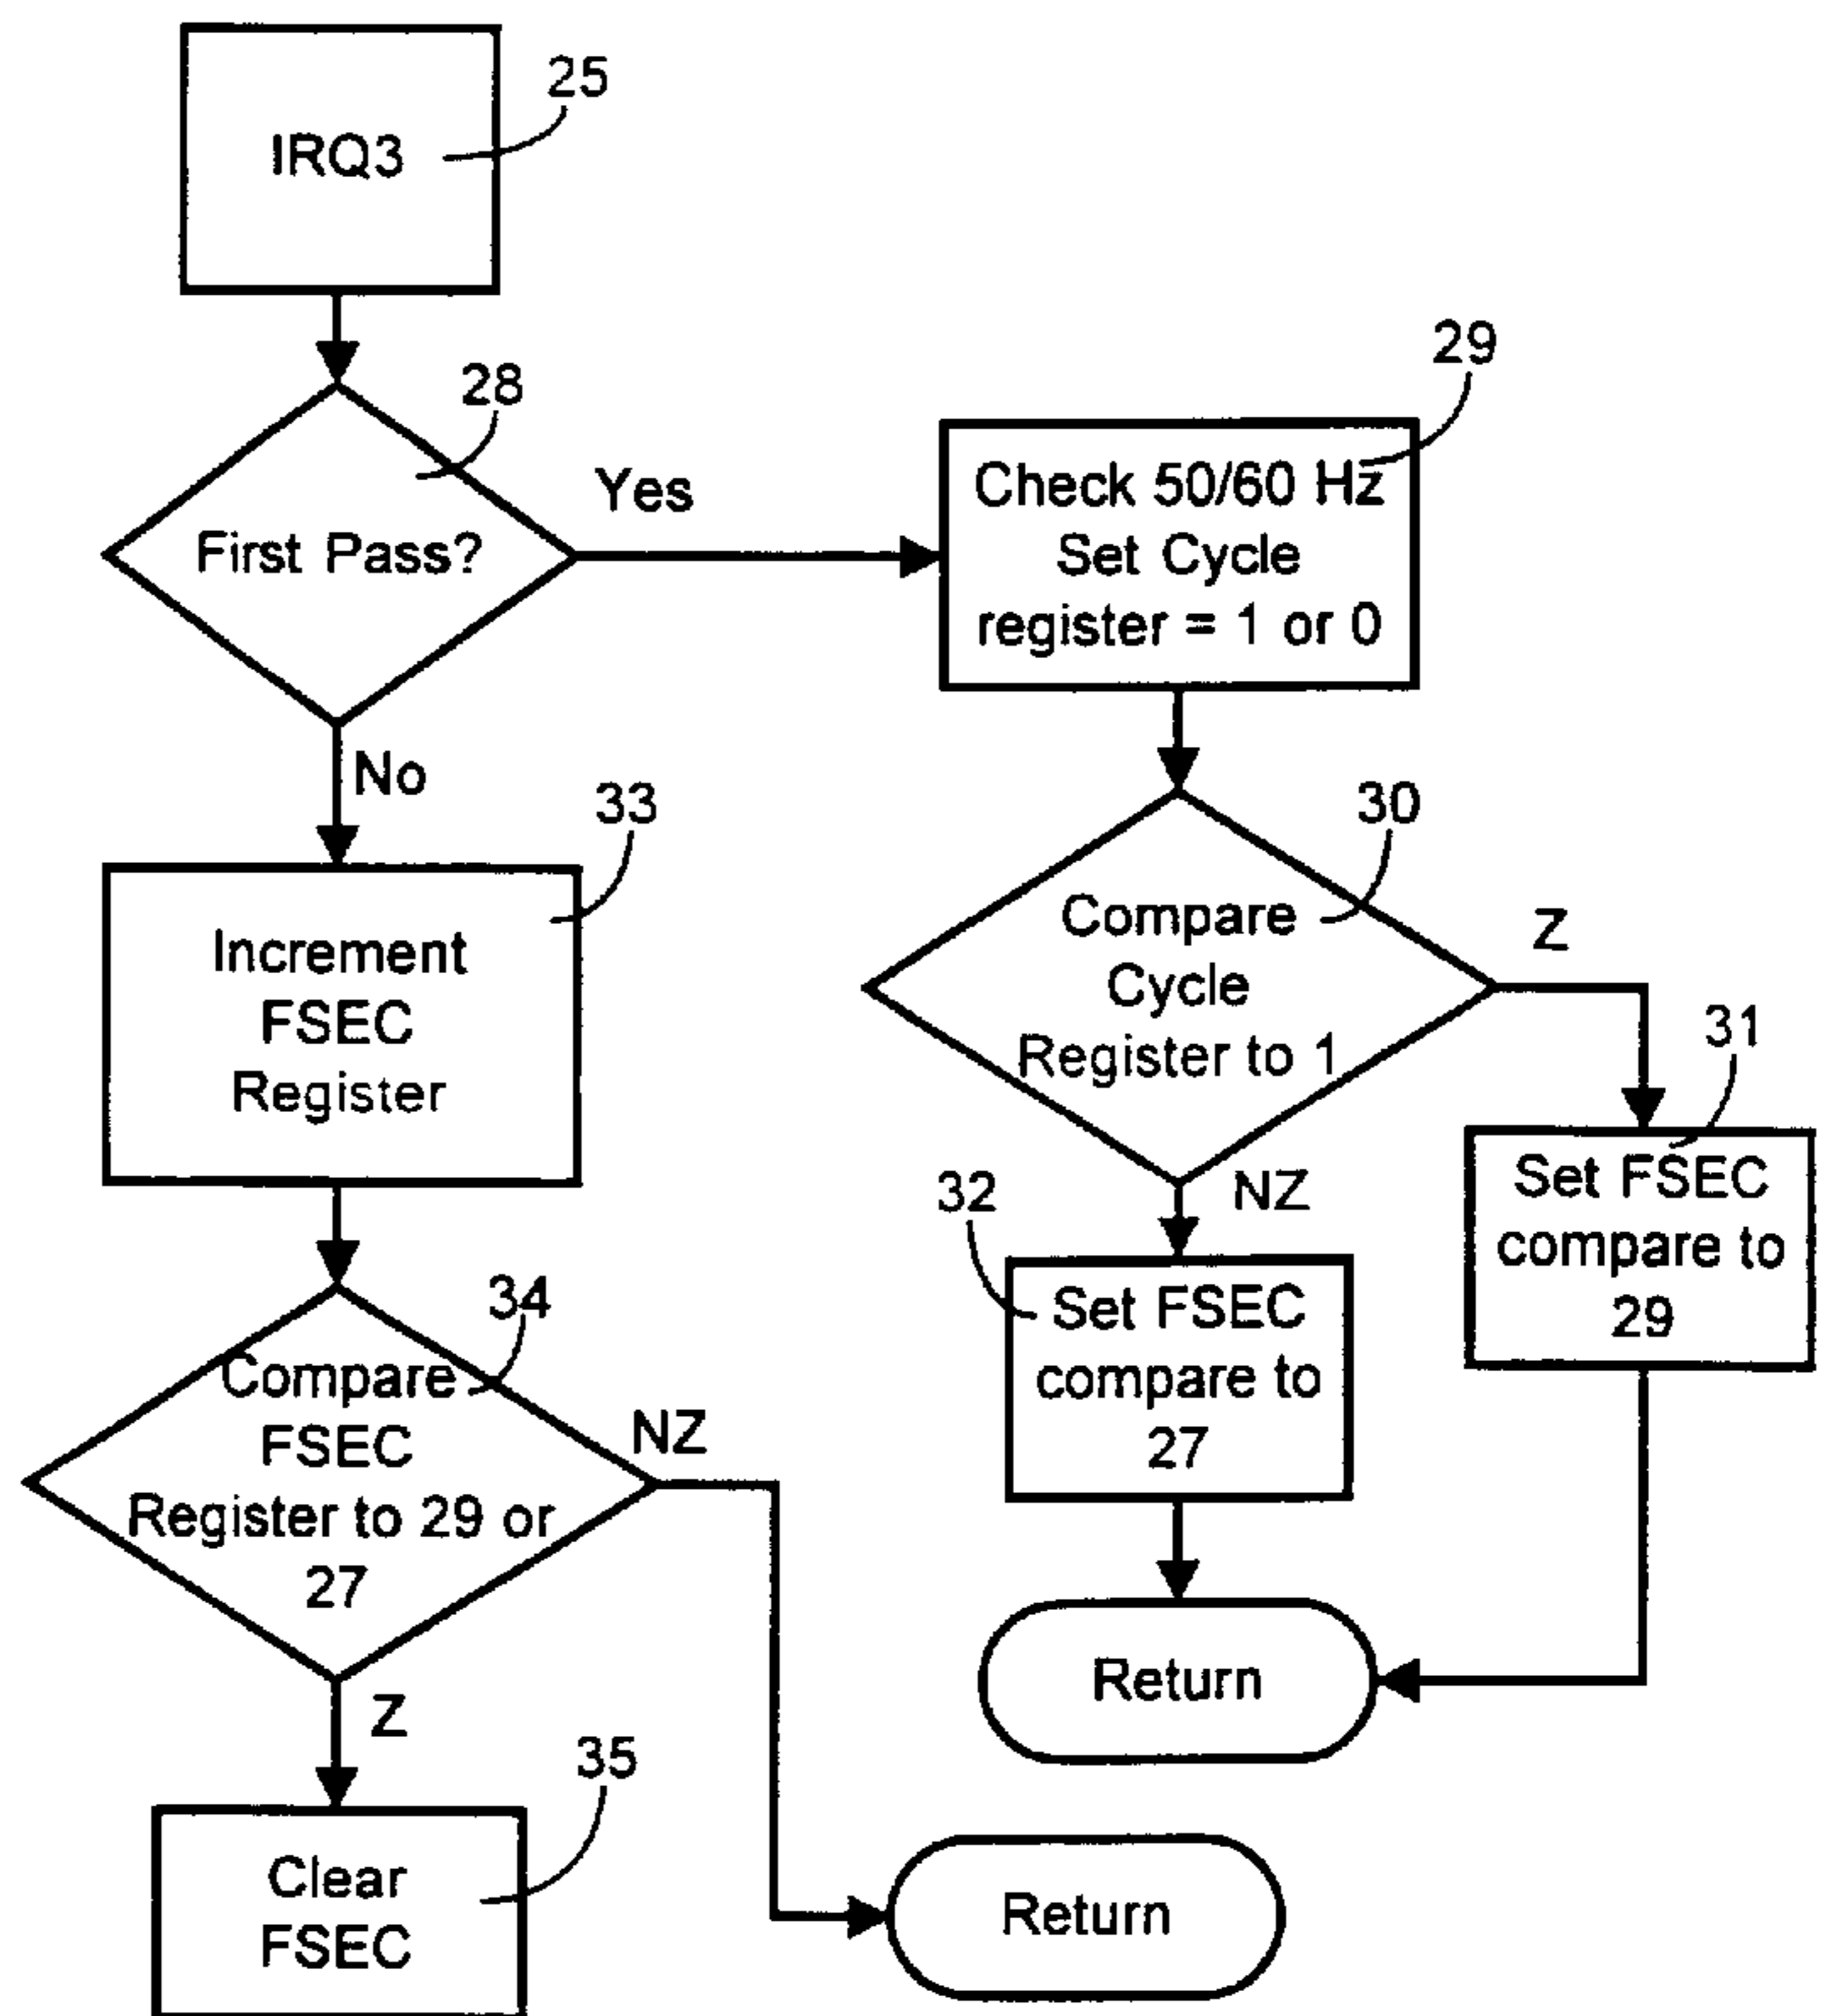 25
IRQ3
28
First Pass?
Yes
No
29
Check 50/60 Hz
Set Cycle
register = 1 or 0
30
Compare
Cycle
Register to 1
Z
NZ
31
Set FSEC
compare to
29
32
Set FSEC
compare to
27
Return
33
Increment
FSEC
Register
34
Compare
FSEC
Register to 29 or
27
NZ
Z
35
Clear
FSEC
Return